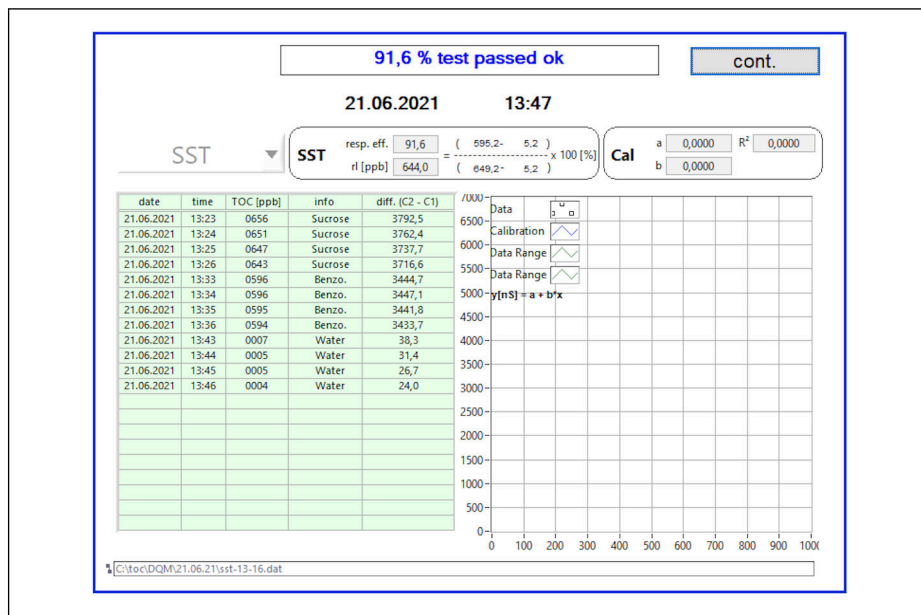 91,6 % test passed ok
cont.
21.06.2021 13:47
SST
SST resp. eff. 91,6 rl [ppb] 644,0 = ( 595,2- 5,2 ) ( 649,2- 5,2 ) x 100 [%]
Cal a 0,0000 R² 0,0000 b 0,0000
date time TOC [ppb] info diff. (C2 - C1)
21.06.2021 13:23 0656 Sucrose 3792,5
21.06.2021 13:24 0651 Sucrose 3762,4
21.06.2021 13:25 0647 Sucrose 3737,7
21.06.2021 13:26 0643 Sucrose 3716,6
21.06.2021 13:33 0596 Benzo. 3444,7
21.06.2021 13:34 0596 Benzo. 3447,1
21.06.2021 13:35 0595 Benzo. 3441,8
21.06.2021 13:36 0594 Benzo. 3433,7
21.06.2021 13:43 0007 Water 38,3
21.06.2021 13:44 0005 Water 31,4
21.06.2021 13:45 0005 Water 26,7
21.06.2021 13:46 0004 Water 24,0
7000
6500
6000
5500
5000
4500
4000
3500
3000
2500
2000
1500
1000
500
0
Data
Calibration
Data Range
Data Range
y[nS] = a + b*x
0 100 200 300 400 500 600 700 800 900 100
C:\toc\DQM\21.06.21\sst-13-16.dat